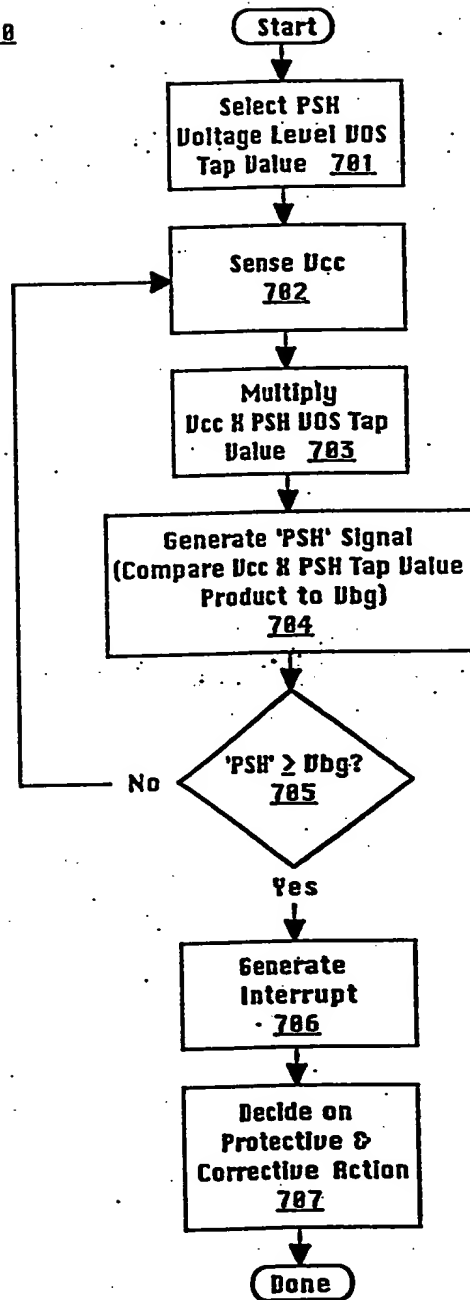 0
Start
Select PSH
Voltage Level VOS
Tap Value 701
Sense Vcc
702
Multiply
Vcc X PSH VOS Tap
Value 703
Generate 'PSH' Signal
(Compare Vcc X PSH Tap Value
Product to Vbg)
704
'PSH' ≥ Vbg?
705
No
Yes
Generate
Interrupt
706
Decide on
Protective &
Corrective Action
707
Done